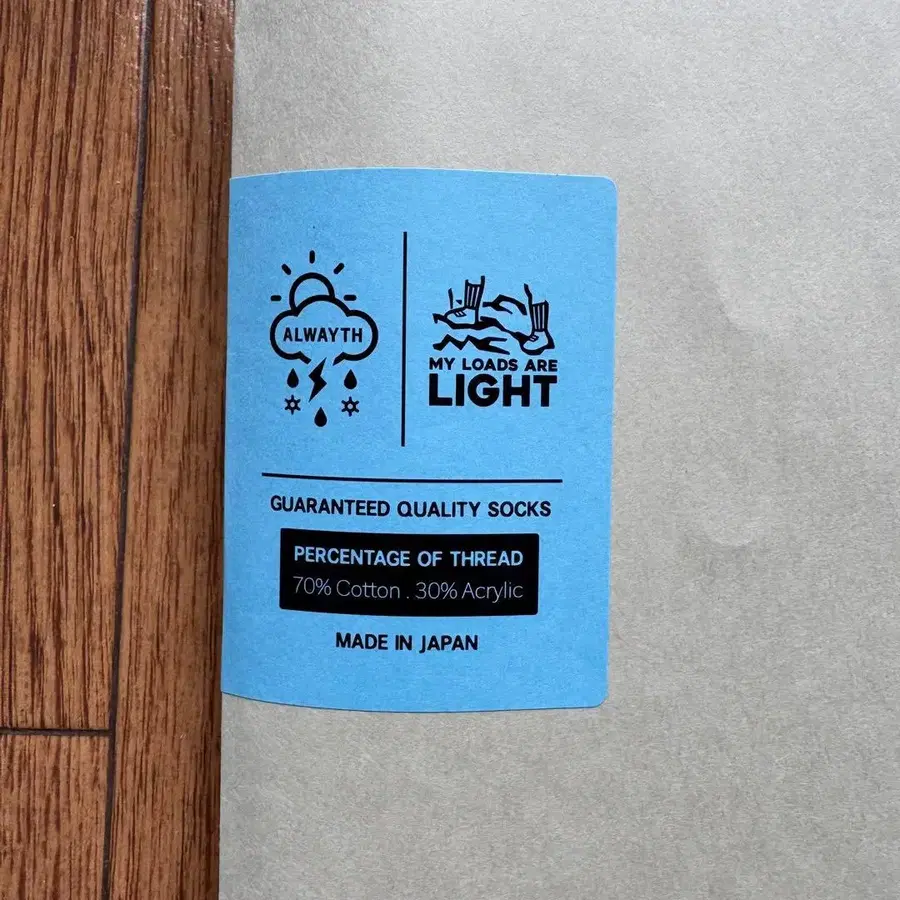 ALWAYTH
MY LOADS ARE
LIGHT
GUARANTEED QUALITY SOCKS
PERCENTAGE OF THREAD
70% Cotton . 30% Acrylic
MADE IN JAPAN